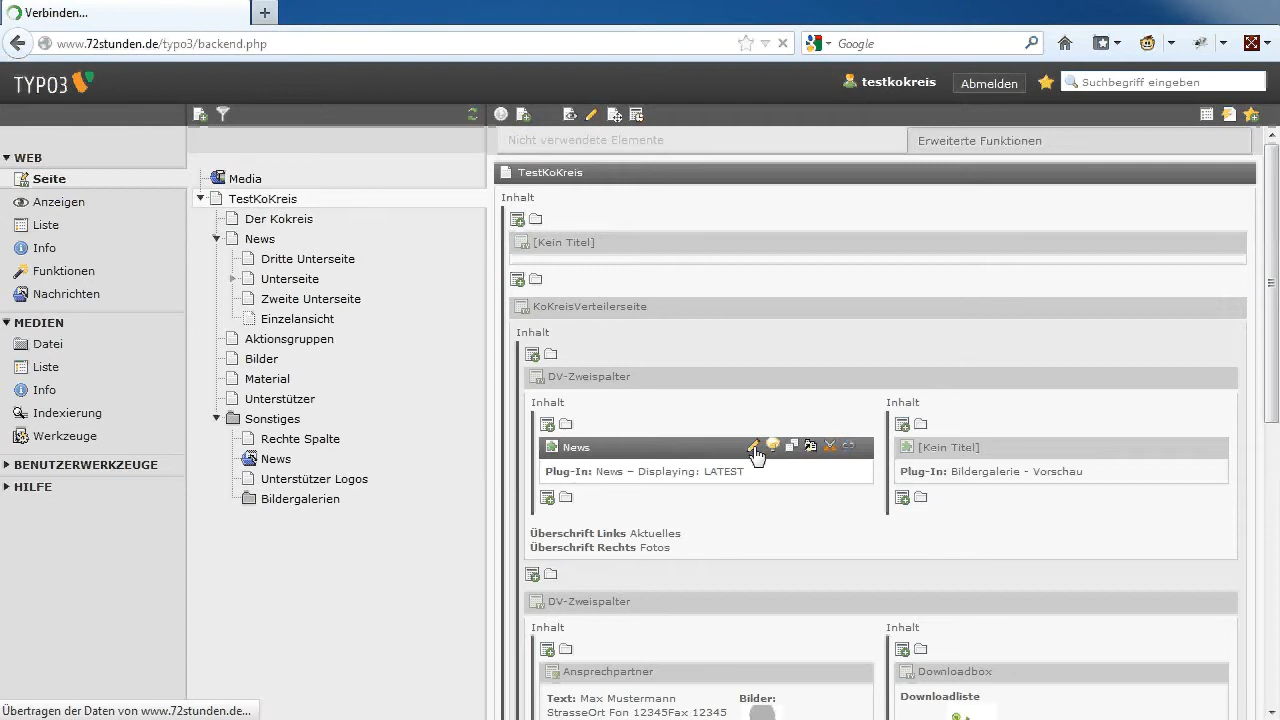 Verbinden...
www.72stunden.de/typo3/backend.php
Google
TYPO3
testkokreis
Abmelden
Suchbegriff eingeben
WEB
Seite
Anzeigen
Liste
Info
Funktionen
Nachrichten
MEDIEN
Datei
Liste
Info
Indexierung
Werkzeuge
BENUTZERWERKZEUGE
HILFE
Media
TestKoKreis
Der Kokreis
News
Dritte Unterseite
Unterseite
Zweite Unterseite
Einzelansicht
Aktionsgruppen
Bilder
Material
Unterstützer
Sonstiges
Rechte Spalte
News
Unterstützer Logos
Bildergalerien
Nicht verwendete Elemente
Erweiterte Funktionen
TestKoKreis
Inhalt
[Kein Titel]
KoKreisVerteilerseite
Inhalt
DV-Zweispalter
Inhalt
News
Plug-In: News – Displaying: LATEST
Inhalt
[Kein Titel]
Plug-In: Bildergalerie - Vorschau
Überschrift Links Aktuelles
Überschrift Rechts Fotos
DV-Zweispalter
Inhalt
Ansprechpartner
Text: Max Mustermann
StrasseOrt Fon 12345Fax 12345
Bilder:
Inhalt
Downloadbox
Downloadliste
Übertragen der Daten von www.72stunden.de...